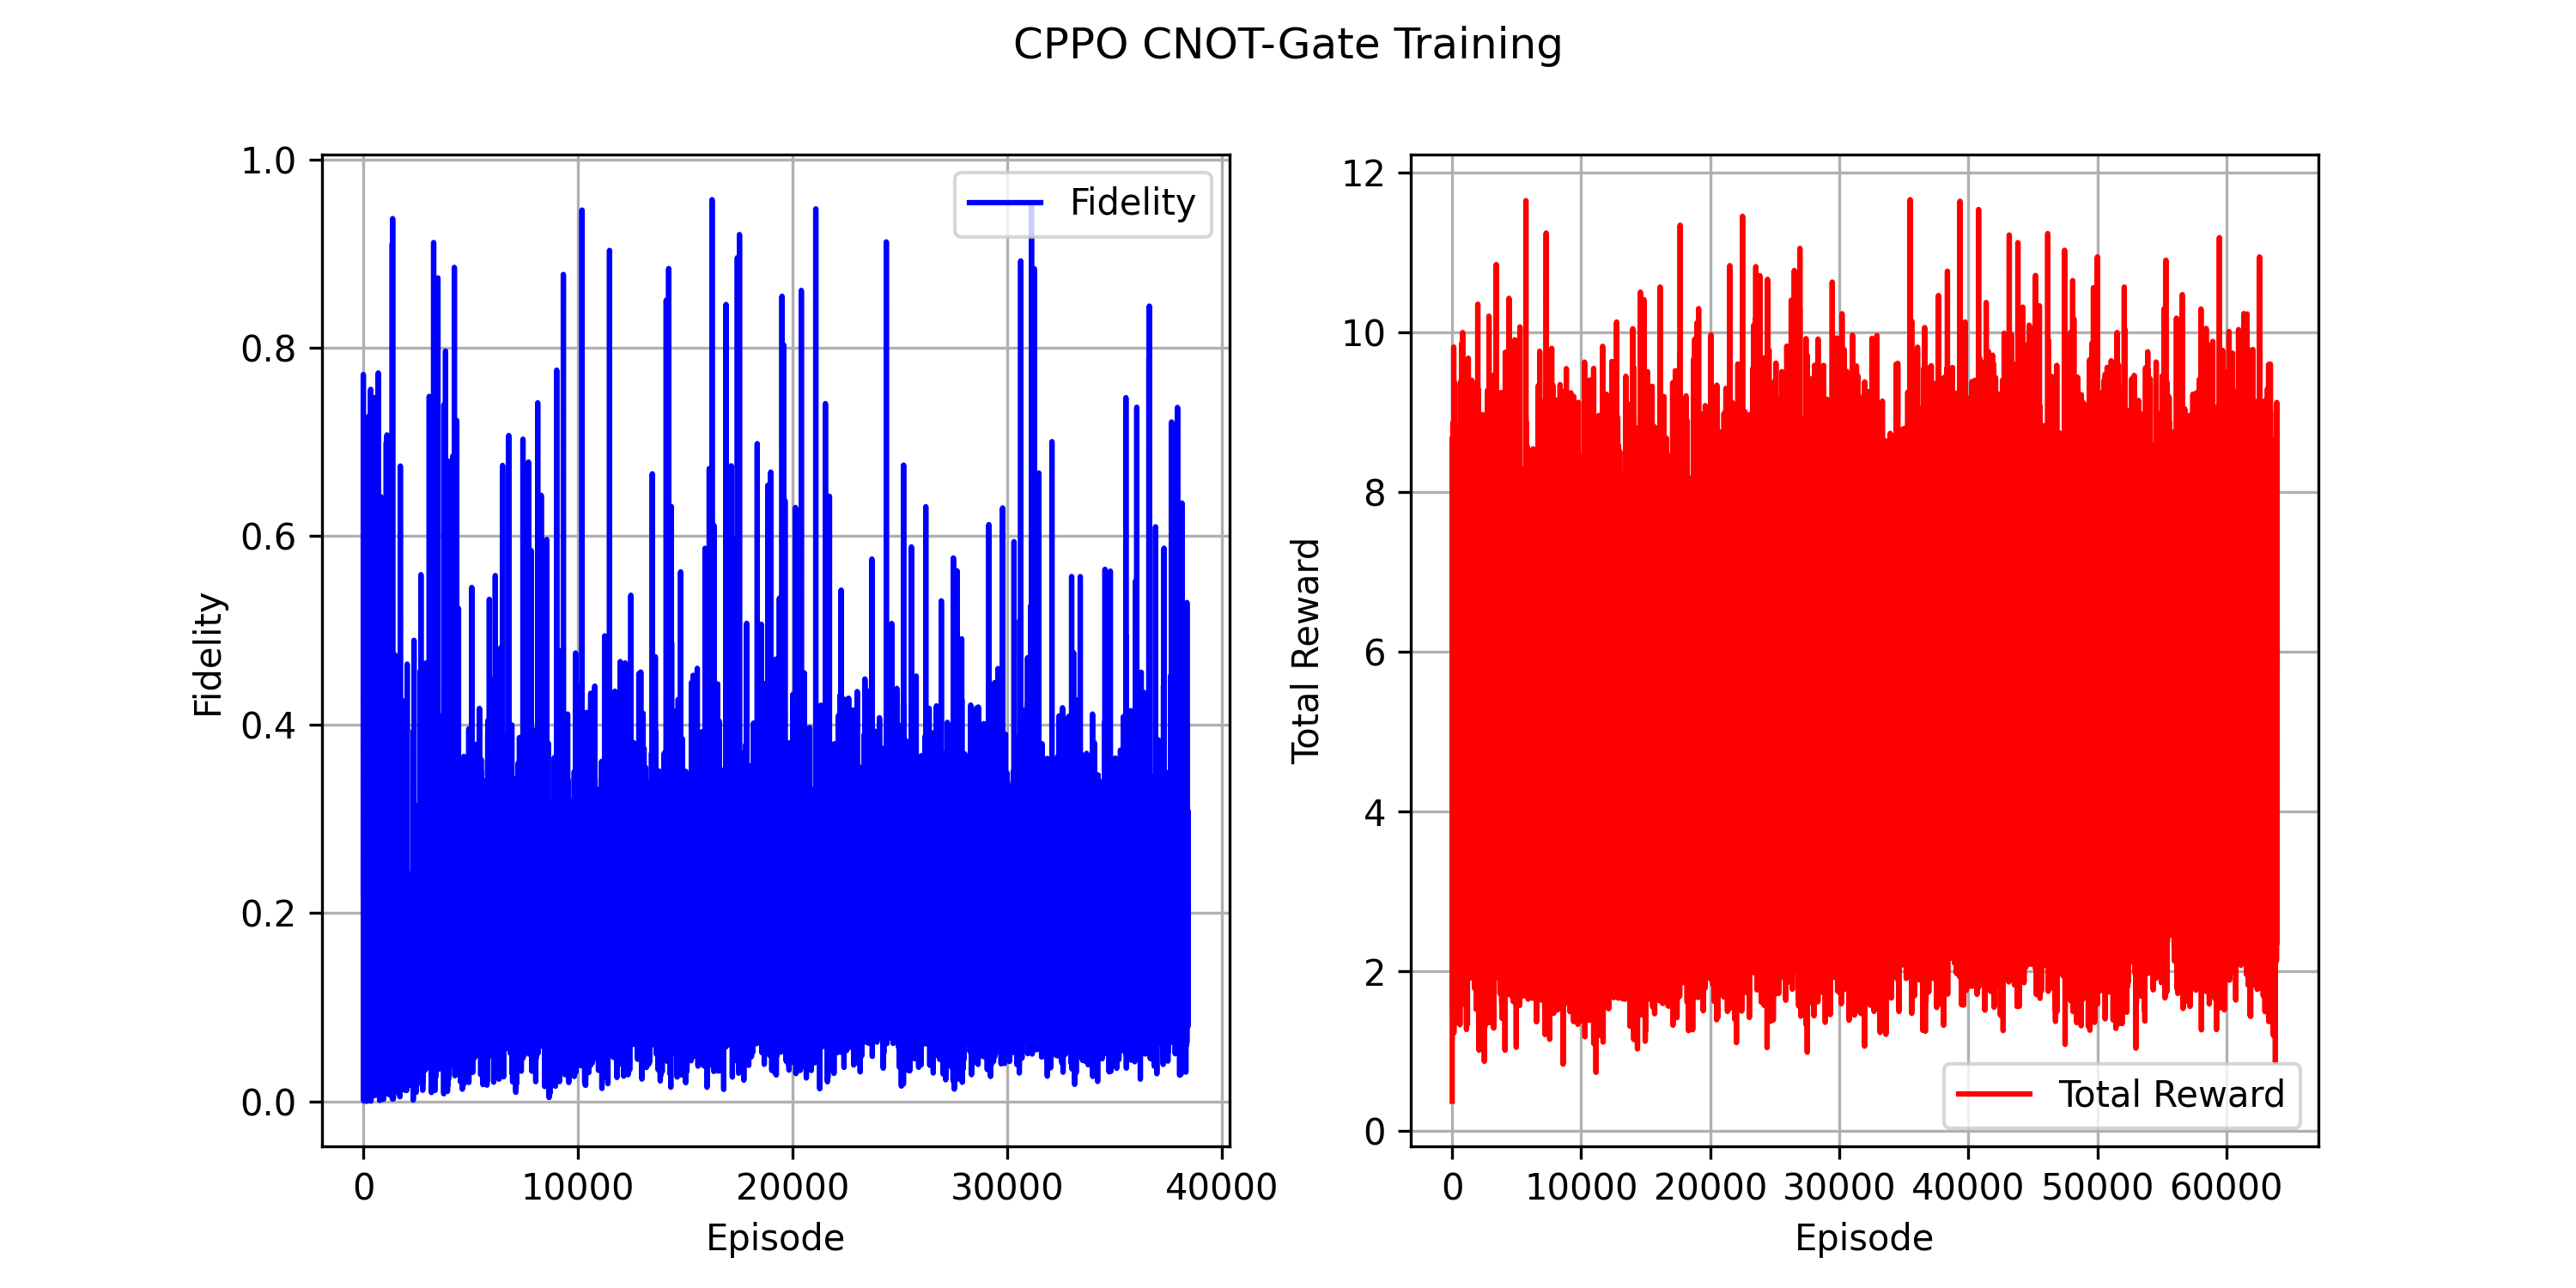 CPPO CNOT-Gate Training
1.0
0.8
0.6
0.4
0.2
0.0
Fidelity
Fidelity
0 10000 20000 30000 40000
Episode
12
10
8
6
4
2
0
Total Reward
Total Reward
0 10000 20000 30000 40000 50000 60000
Episode